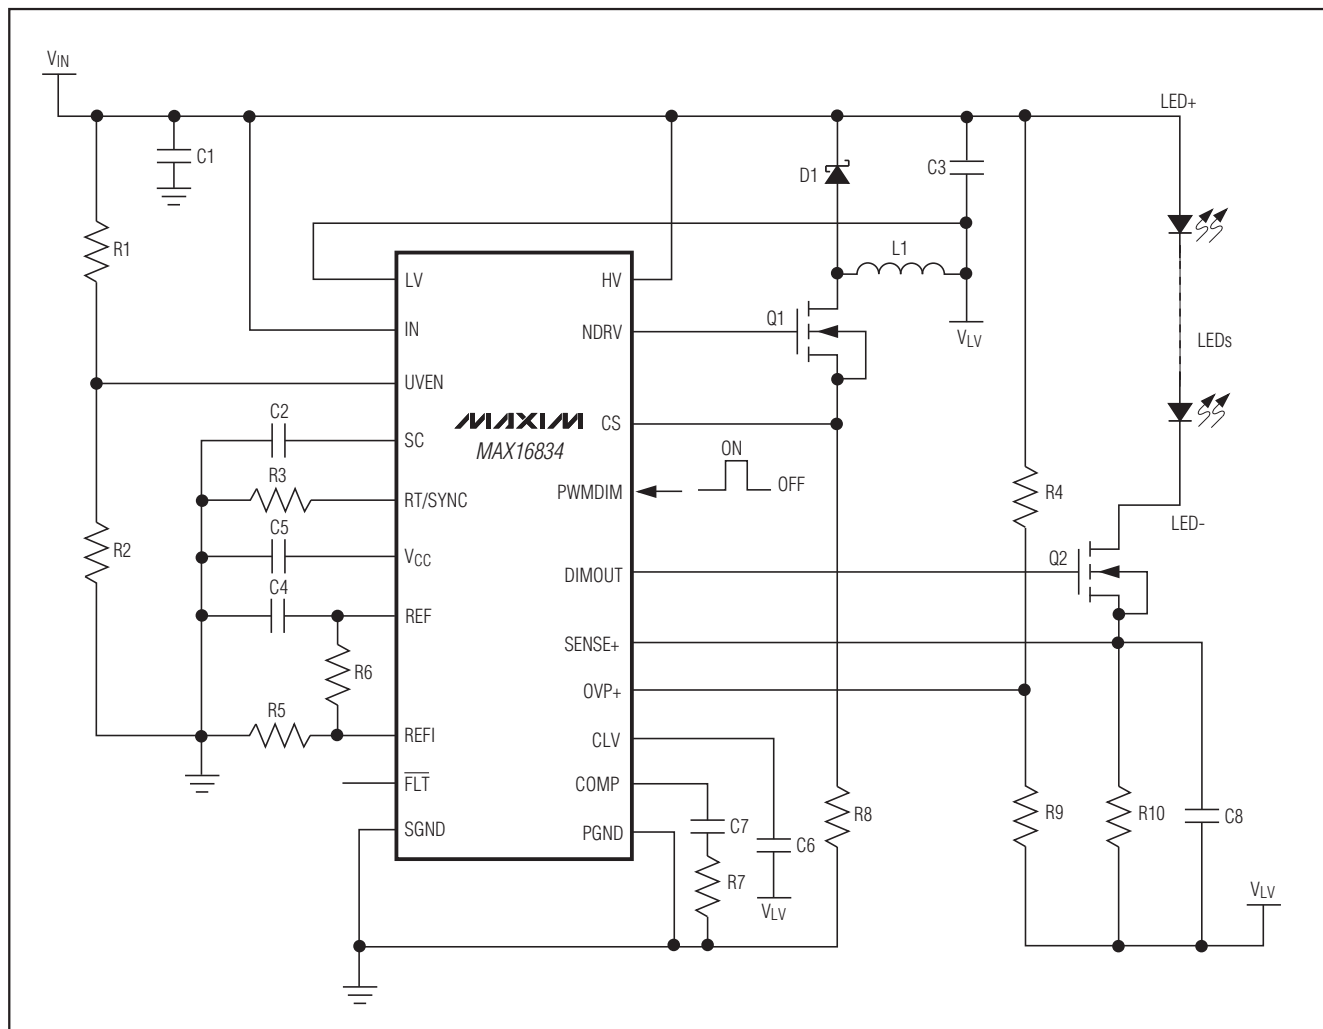 VIN
LED+
C1
C3
D1
R1
L1
LV
HV
IN
Q1
NDRV
VLV
LEDs
UVEN
C2
MAXIM
CS
SC
MAX16834
ON
R3
PWMDIM
OFF
R4
RT/SYNC
LED-
C5
R2
VCC
Q2
C4
DIMOUT
REF
SENSE+
R6
OVP+
R5
REFI
CLV
FLT
COMP
SGND
PGND
C7
C6
R8
R9
R10
C8
R7
VLV
VLV